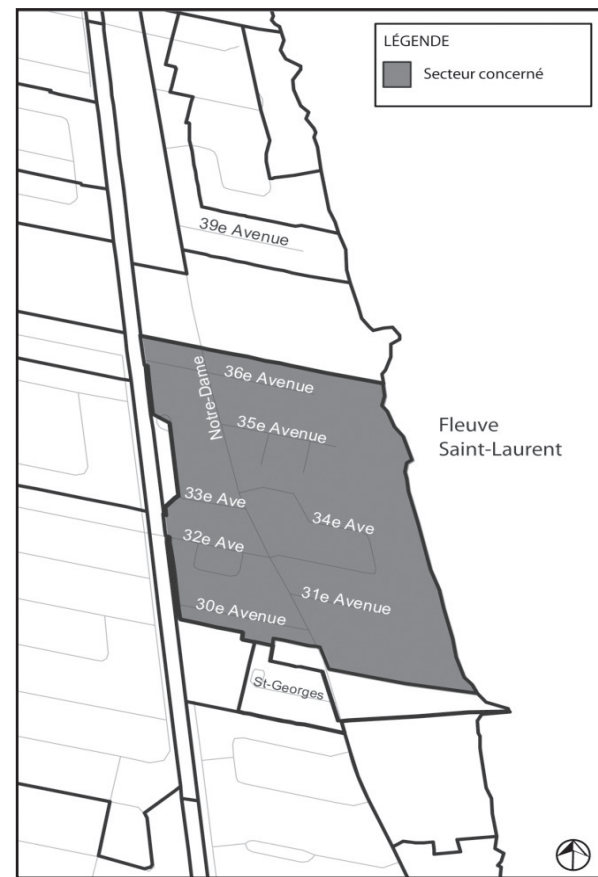 LÉGENDE
Secteur concerné
39e Avenue
36e Avenue
Notre-Dame
35e Avenue
Fleuve
Saint-Laurent
33e Ave
34e Ave
32e Ave
31e Avenue
30e Avenue
St-Georges